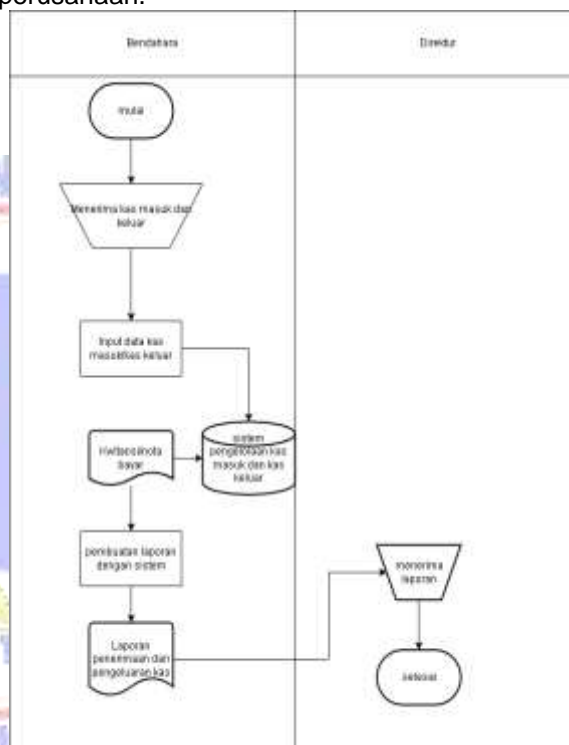 perusahaan.
Bendahara
Direktur
mulai
Menerima kas masuk dan
keluar
Input data kas
masuk/kas keluar
sistem
pengelolaan kas
masuk dan kas
keluar
Kwitansi/nota
bayar
pembuatan laporan
dengan sistem
Laporan
penerimaan dan
pengeluaran kas
menerima
laporan
selesai